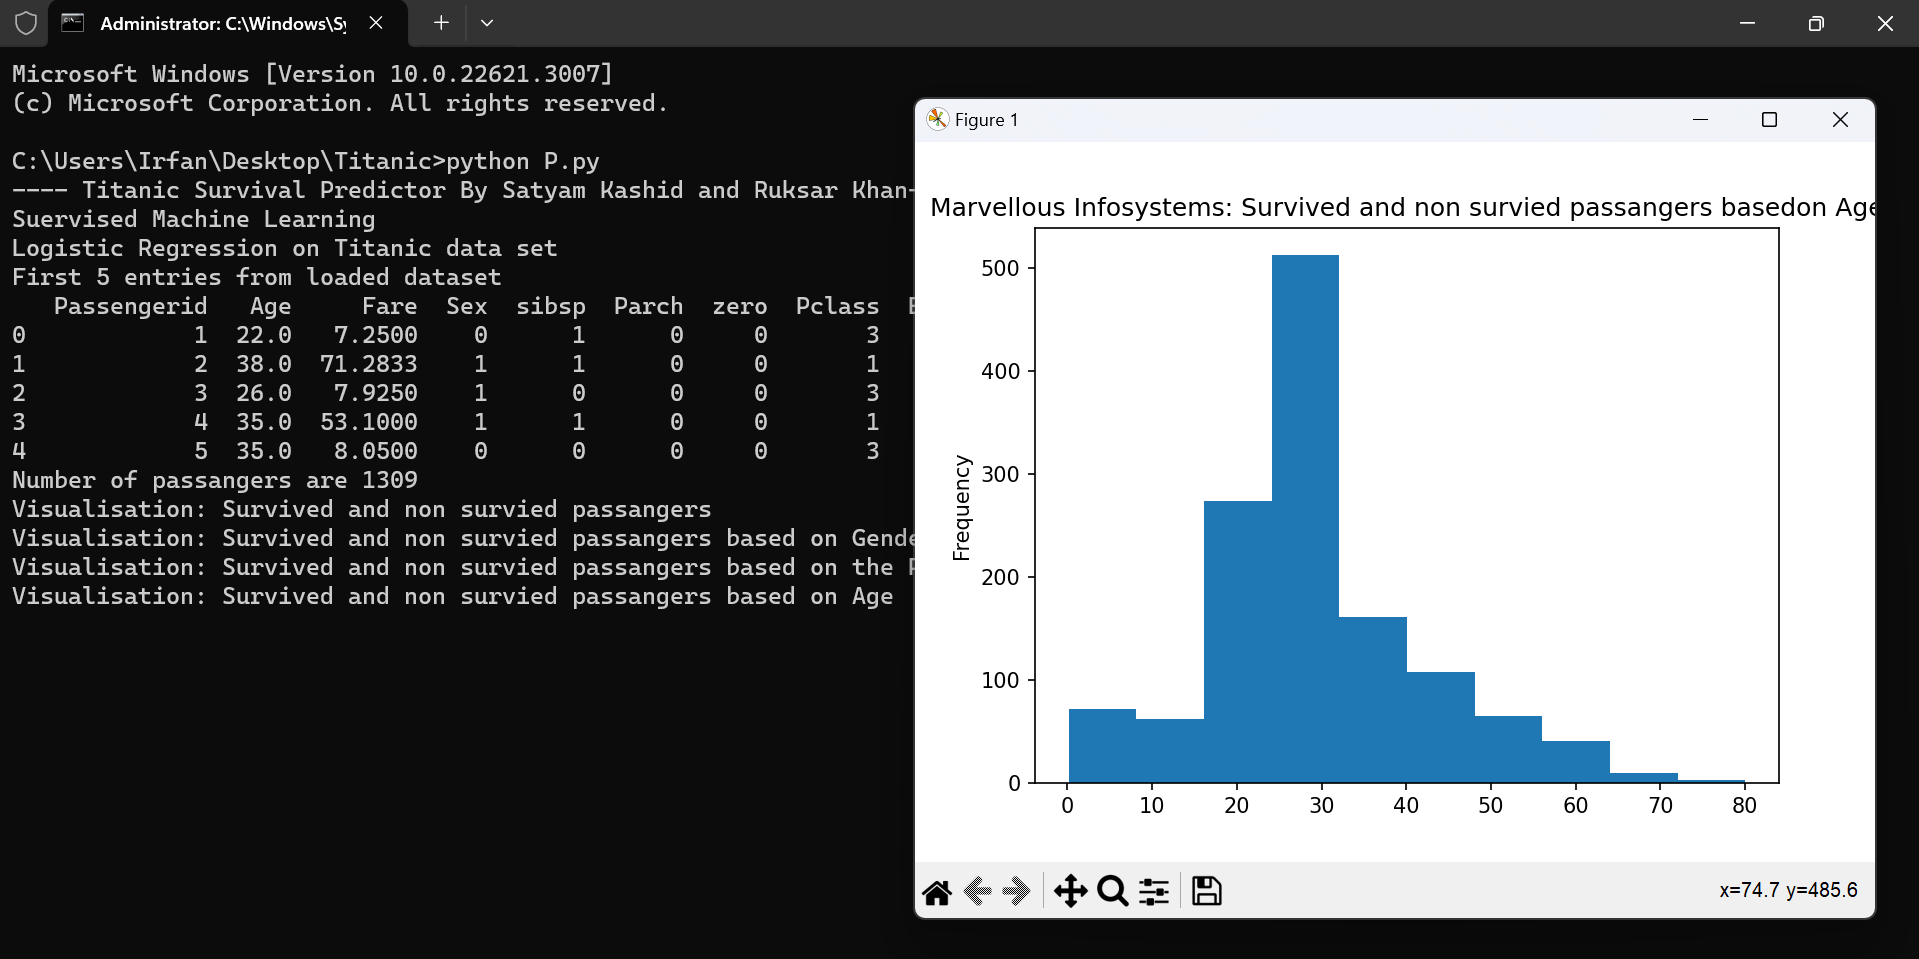 Administrator: C:\Windows\Sy
Microsoft Windows [Version 10.0.22621.3007]
(c) Microsoft Corporation. All rights reserved.
C:\Users\Irfan\Desktop\Titanic>python P.py
---- Titanic Survival Predictor By Satyam Kashid and Ruksar Khan-
Suervised Machine Learning
Logistic Regression on Titanic data set
First 5 entries from loaded dataset
Passengerid Age Fare Sex sibsp Parch zero Pclass
0 1 22.0 7.2500 0 1 0 0 3
1 2 38.0 71.2833 1 1 0 0 1
2 3 26.0 7.9250 1 0 0 0 3
3 4 35.0 53.1000 1 1 0 0 1
4 5 35.0 8.0500 0 0 0 0 3
Number of passangers are 1309
Visualisation: Survived and non survied passangers
Visualisation: Survived and non survied passangers based on Gende
Visualisation: Survived and non survied passangers based on the
Visualisation: Survived and non survied passangers based on Age
Figure 1
Marvellous Infosystems: Survived and non survied passangers basedon Age
Frequency
500
400
300
200
100
0
0 10 20 30 40 50 60 70 80
x=74.7 y=485.6